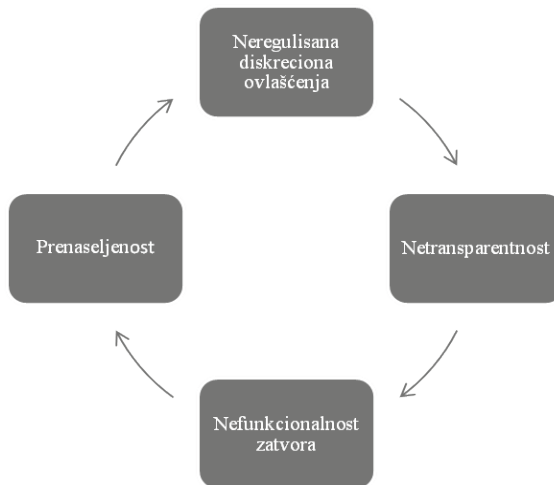 Neregulisana
diskreciona
ovlašćenja
Prenaseljenost
Netransparentnost
Nefunkcionalnost
zatvora